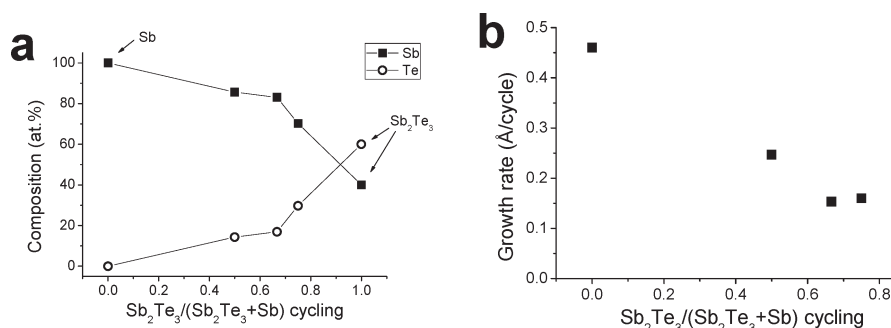 a
Sb
Sb
Te
100
80
60
40
20
0
Sb₂Te₃
Composition (at.%)
0.0 0.2 0.4 0.6 0.8 1.0
Sb₂Te₃/(Sb₂Te₃+Sb) cycling
b
0.5
0.4
0.3
0.2
0.1
0.0
Growth rate (Å/cycle)
0.0 0.2 0.4 0.6 0.8
Sb₂Te₃/(Sb₂Te₃+Sb) cycling